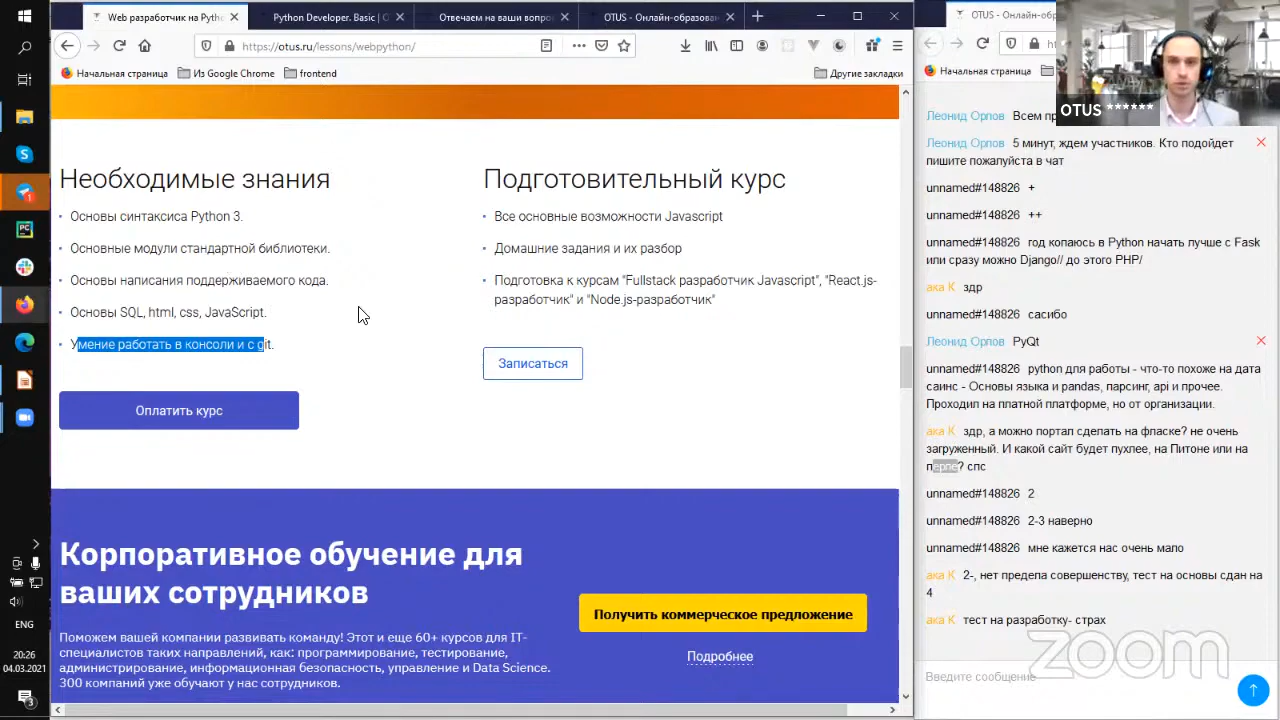 Web разработчик на Pyth
Python Developer. Basic | O
Отвечаем на ваши вопро
OTUS - Онлайн-образова
OTUS - Онлайн-обр
https://otus.ru/lessons/webpython/
Начальная страница
Из Google Chrome
frontend
Другие закладки
Начальная страница
OTUS ******
Необходимые знания
Основы синтаксиса Python 3.
Основные модули стандартной библиотеки.
Основы написания поддерживаемого кода.
Основы SQL, html, css, JavaScript.
Умение работать в консоли и с git.
Оплатить курс
Подготовительный курс
Все основные возможности Javascript
Домашние задания и их разбор
Подготовка к курсам "Fullstack разработчик Javascript", "React.js-
разработчик" и "Node.js-разработчик"
Записаться
Корпоративное обучение для
ваших сотрудников
Поможем вашей компании развивать команду! Этот и еще 60+ курсов для IT-
специалистов таких направлений, как: программирование, тестирование,
администрирование, информационная безопасность, управление и Data Science.
300 компаний уже обучают у нас сотрудников.
Получить коммерческое предложение
Подробнее
Леонид Орлов Всем пр
Леонид Орлов 5 минут, ждем участников. Кто подойдет
пишите пожалуйста в чат
unnamed#148826 +
unnamed#148826 ++
unnamed#148826 год копаюсь в Python начать лучше с Fask
или сразу можно Django// до этого PHP/
ака К здр
unnamed#148826 сасибо
Леонид Орлов PyQt
unnamed#148826 python для работы - что-то похоже на дата
саинс - Основы языка и pandas, парсинг, api и прочее.
Проходил на платной платформе, но от организации.
ака К здр, а можно портал сделать на фпаске? не очень
загруженный. И какой сайт будет пухлее, на Питоне или на
перпе? спс
unnamed#148826 2
unnamed#148826 2-3 наверно
unnamed#148826 мне кажется нас очень мало
ака К 2-, нет предела совершенству, тест на основы сдан на
4
ака К тест на разработку- страх
Введите сообщение
zoom
ENG
20:26
04.03.2021
3